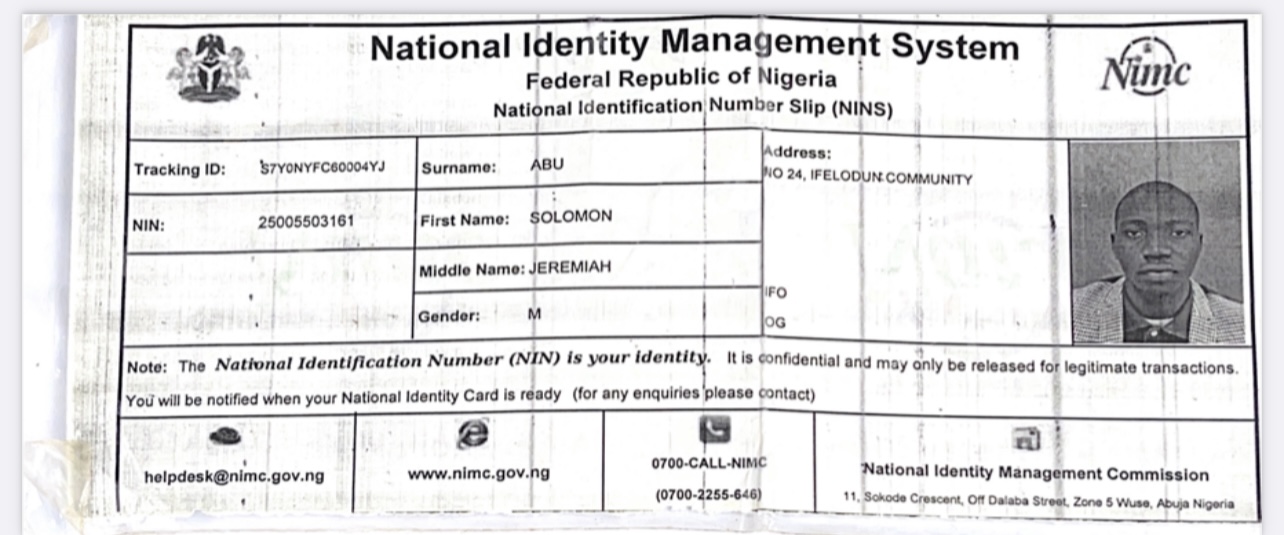 National Identity Management System
Federal Republic of Nigeria
National Identification Number Slip (NINS)
Nimc
Tracking ID: S7Y0NYFC60004YJ
Surname: ABU
Address:
NO 24, IFELODUN COMMUNITY
NIN: 25005503161
First Name: SOLOMON
Middle Name: JEREMIAH
IFO
Gender: M
OG
Note: The National Identification Number (NIN) is your identity. It is confidential and may only be released for legitimate transactions.
You will be notified when your National Identity Card is ready (for any enquiries please contact)
helpdesk@nimc.gov.ng
www.nimc.gov.ng
0700-CALL-NIMC
(0700-2255-646)
National Identity Management Commission
11, Sokode Crescent, Off Dalaba Street, Zone 5 Wuse, Abuja Nigeria